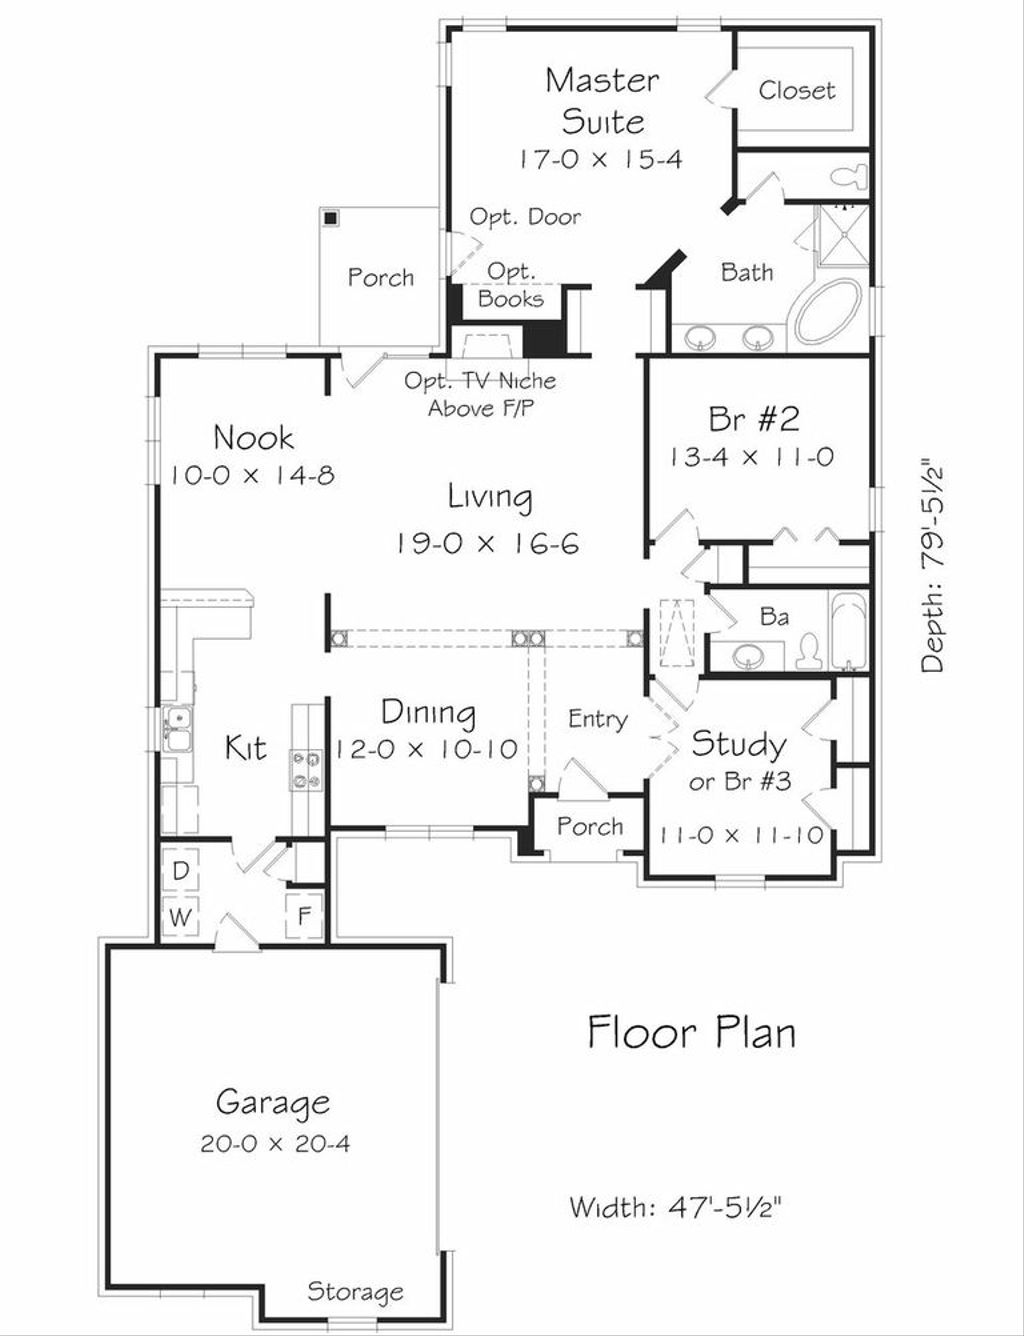 Master
Suite
17-0 × 15-4
Closet
Opt. Door
Opt.
Books
Porch
Bath
Opt. TV Niche
Above F/P
Nook
10-0 × 14-8
Living
19-0 × 16-6
Br #2
13-4 × 11-0
Depth: 79'-5½"
Ba
Dining
12-0 × 10-10
Entry
Kit
Study
or Br #3
11-0 × 11-10
Porch
D
W
F
Floor Plan
Garage
20-0 × 20-4
Width: 47'-5½"
Storage